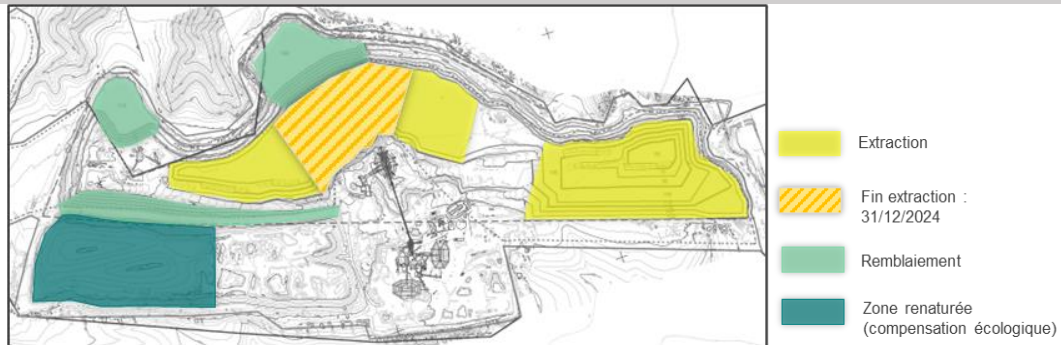 Extraction
Fin extraction :
31/12/2024
Remblaiement
Zone renaturée
(compensation écologique)